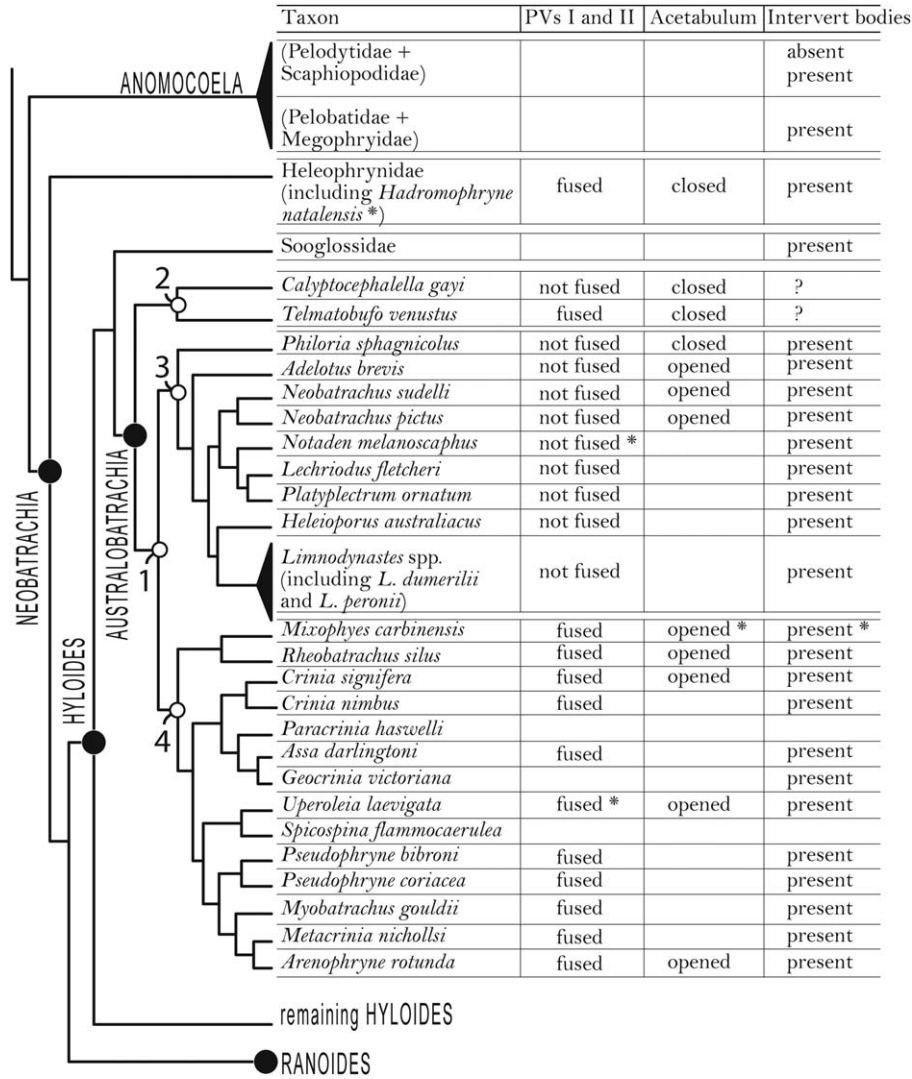 Taxon PVs I and II Acetabulum Intervert bodies
(Pelodytidae + absent
Scaphiopodidae) present
ANOMOCOELA
(Pelobatidae +
Megophryidae) present
Heleophrynidae
(including Hadromophryne fused closed present
natalensis *)
Sooglossidae present
2
Calyptocephalella gayi not fused closed ?
Telmatobufo venustus fused closed ?
3
Philoria sphagnicolus not fused closed present
Adelotus brevis not fused opened present
Neobatrachus sudelli not fused opened present
Neobatrachus pictus not fused opened present
Notaden melanoscaphus not fused * present
Lechriodus fletcheri not fused present
Platyplectrum ornatum not fused present
Heleioporus australiacus not fused present
Limnodynastes spp.
(including L. dumerilii not fused present
and L. peronii)
1
NEOBATRACHIA
HYLOIDES
AUSTRALOBATRACHIA
Mixophyes carbinensis fused opened * present *
Rheobatrachus silus fused opened present
Crinia signifera fused opened present
Crinia nimbus fused present
4
Paracrinia haswelli
Assa darlingtoni fused present
Geocrinia victoriana present
Uperoleia laevigata fused * opened present
Spicospina flammocaerulea
Pseudophryne bibroni fused present
Pseudophryne coriacea fused present
Myobatrachus gouldii fused present
Metacrinia nichollsi fused present
Arenophryne rotunda fused opened present
remaining HYLOIDES
RANOIDES